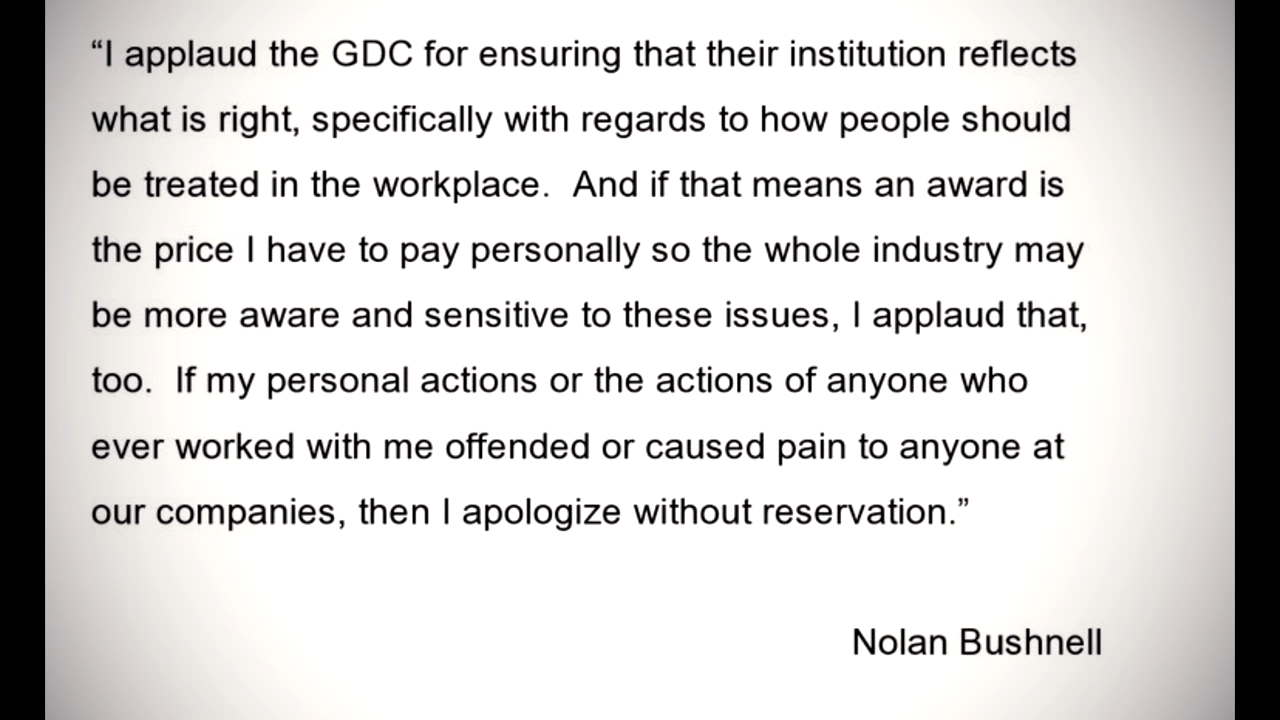 “I applaud the GDC for ensuring that their institution reflects
what is right, specifically with regards to how people should
be treated in the workplace.  And if that means an award is
the price I have to pay personally so the whole industry may
be more aware and sensitive to these issues, I applaud that,
too.  If my personal actions or the actions of anyone who
ever worked with me offended or caused pain to anyone at
our companies, then I apologize without reservation.”
Nolan Bushnell